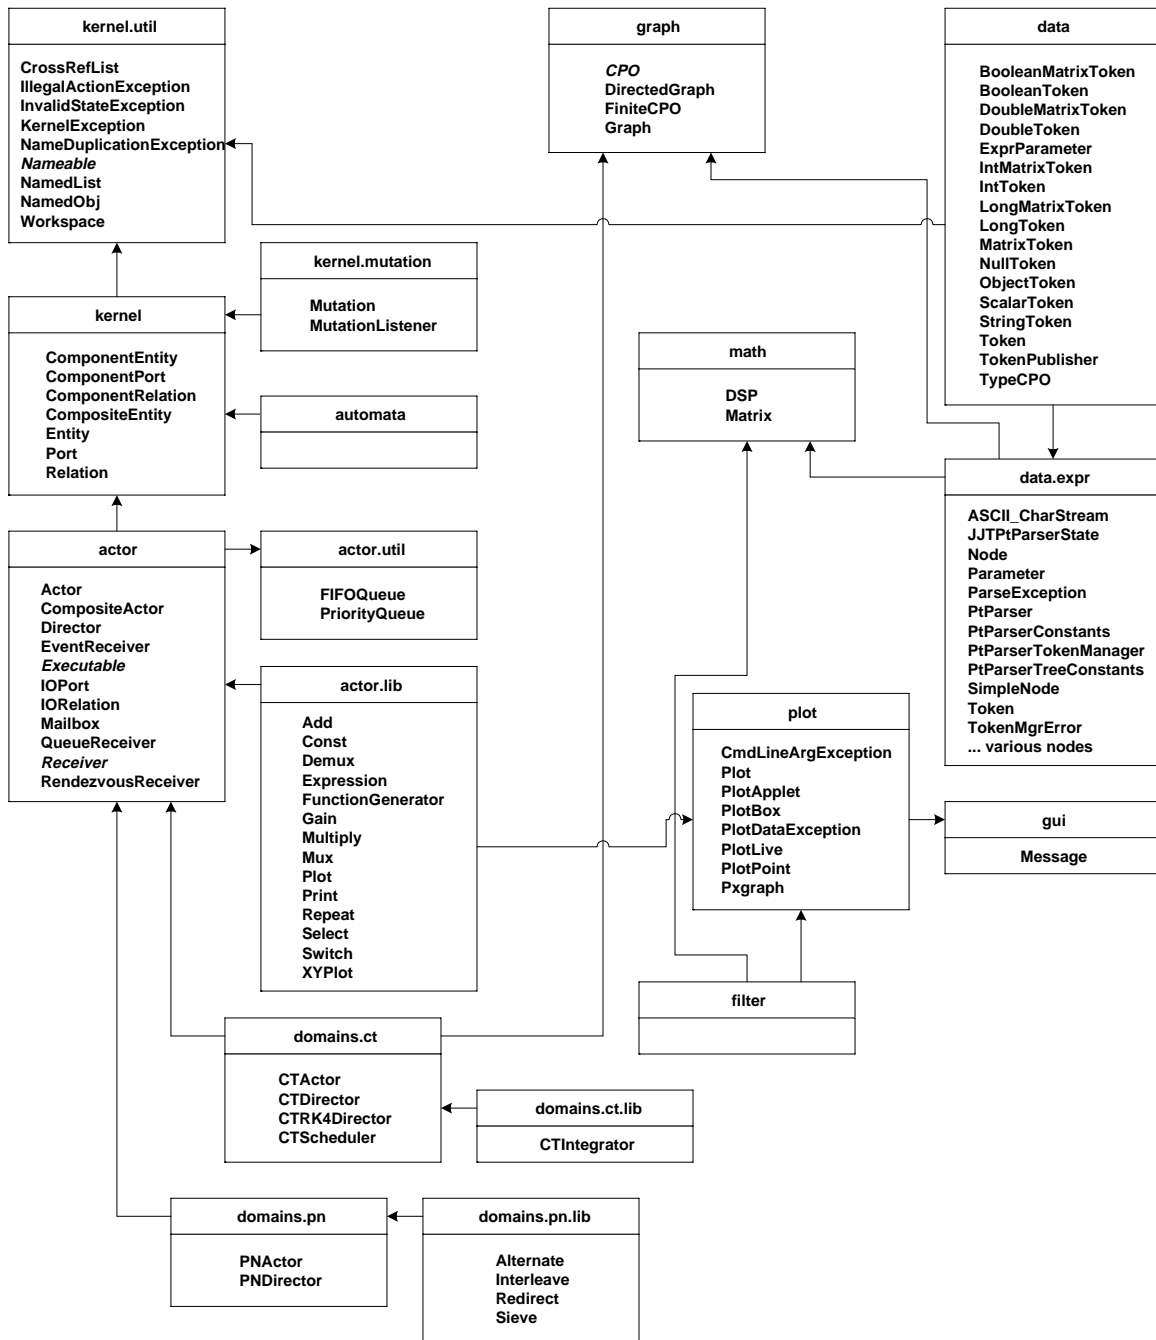 kernel.util
CrossRefList
IllegalActionException
InvalidStateException
KernelException
NameDuplicationException
Nameable
NamedList
NamedObj
Workspace
graph
CPO
DirectedGraph
FiniteCPO
Graph
data
BooleanMatrixToken
BooleanToken
DoubleMatrixToken
DoubleToken
ExprParameter
IntMatrixToken
IntToken
LongMatrixToken
LongToken
MatrixToken
NullToken
ObjectToken
ScalarToken
StringToken
Token
TokenPublisher
TypeCPO
kernel.mutation
Mutation
MutationListener
kernel
ComponentEntity
ComponentPort
ComponentRelation
CompositeEntity
Entity
Port
Relation
automata
math
DSP
Matrix
data.expr
ASCII_CharStream
JJTPtParserState
Node
Parameter
ParseException
PtParser
PtParserConstants
PtParserTokenManager
PtParserTreeConstants
SimpleNode
Token
TokenMgrError
... various nodes
actor
Actor
CompositeActor
Director
EventReceiver
Executable
IOPort
IORelation
Mailbox
QueueReceiver
Receiver
RendezvousReceiver
actor.util
FIFOQueue
PriorityQueue
actor.lib
Add
Const
Demux
Expression
FunctionGenerator
Gain
Multiply
Mux
Plot
Print
Repeat
Select
Switch
XYPlot
plot
CmdLineArgException
Plot
PlotApplet
PlotBox
PlotDataException
PlotLive
PlotPoint
Pxgraph
gui
Message
filter
domains.ct
CTActor
CTDirector
CTRK4Director
CTScheduler
domains.ct.lib
CTIntegrator
domains.pn
PNActor
PNDirector
domains.pn.lib
Alternate
Interleave
Redirect
Sieve